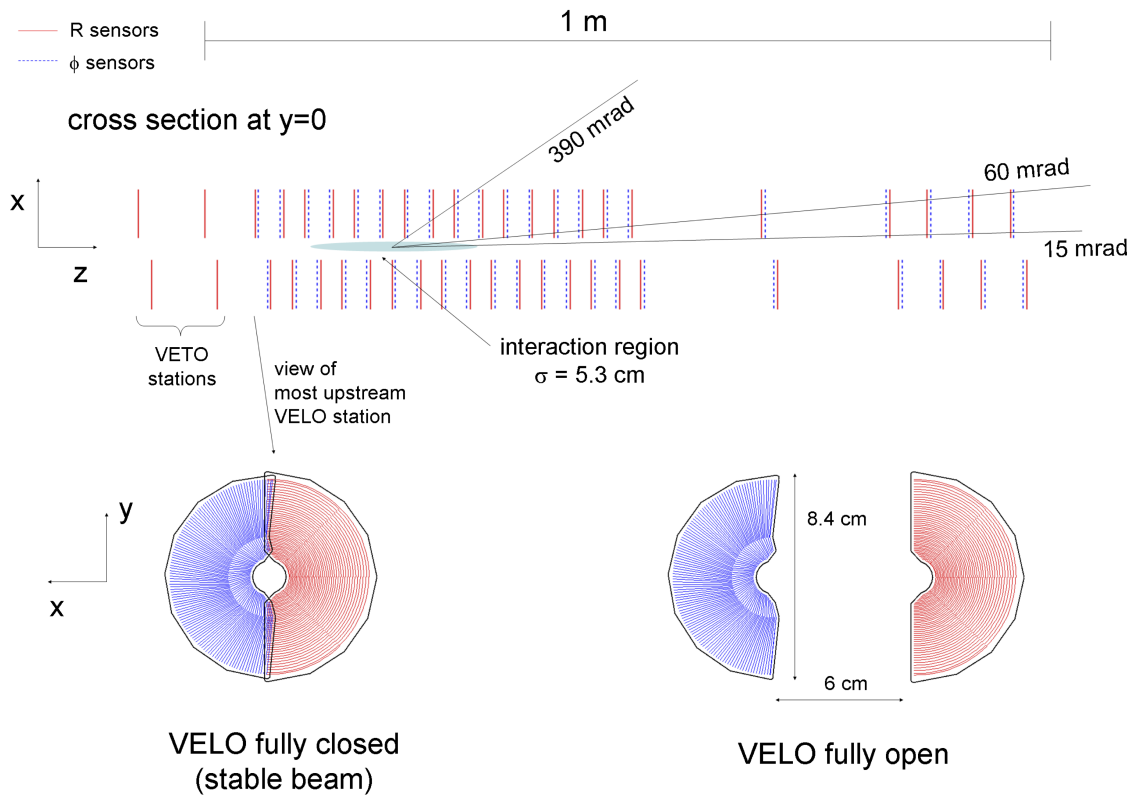 R sensors
ϕ sensors
1 m
cross section at y=0
390 mrad
60 mrad
15 mrad
x
z
VETO
stations
view of
most upstream
VELO station
interaction region
σ = 5.3 cm
y
x
8.4 cm
6 cm
VELO fully closed
(stable beam)
VELO fully open